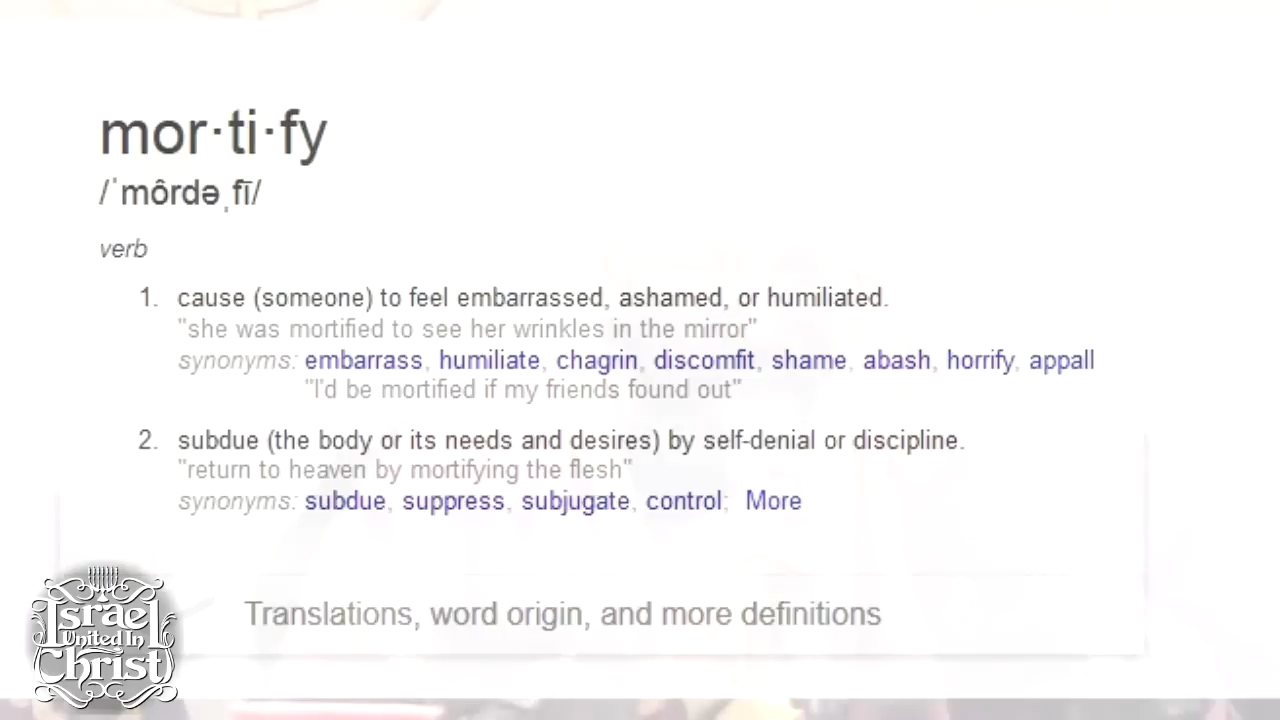 mor·ti·fy
/ˈmôrdəˌfī/
verb
1. cause (someone) to feel embarrassed, ashamed, or humiliated.
"she was mortified to see her wrinkles in the mirror"
synonyms: embarrass, humiliate, chagrin, discomfit, shame, abash, horrify, appall
"I'd be mortified if my friends found out"
2. subdue (the body or its needs and desires) by self-denial or discipline.
"return to heaven by mortifying the flesh"
synonyms: subdue, suppress, subjugate, control; More
Translations, word origin, and more definitions
Israel
United In
Christ